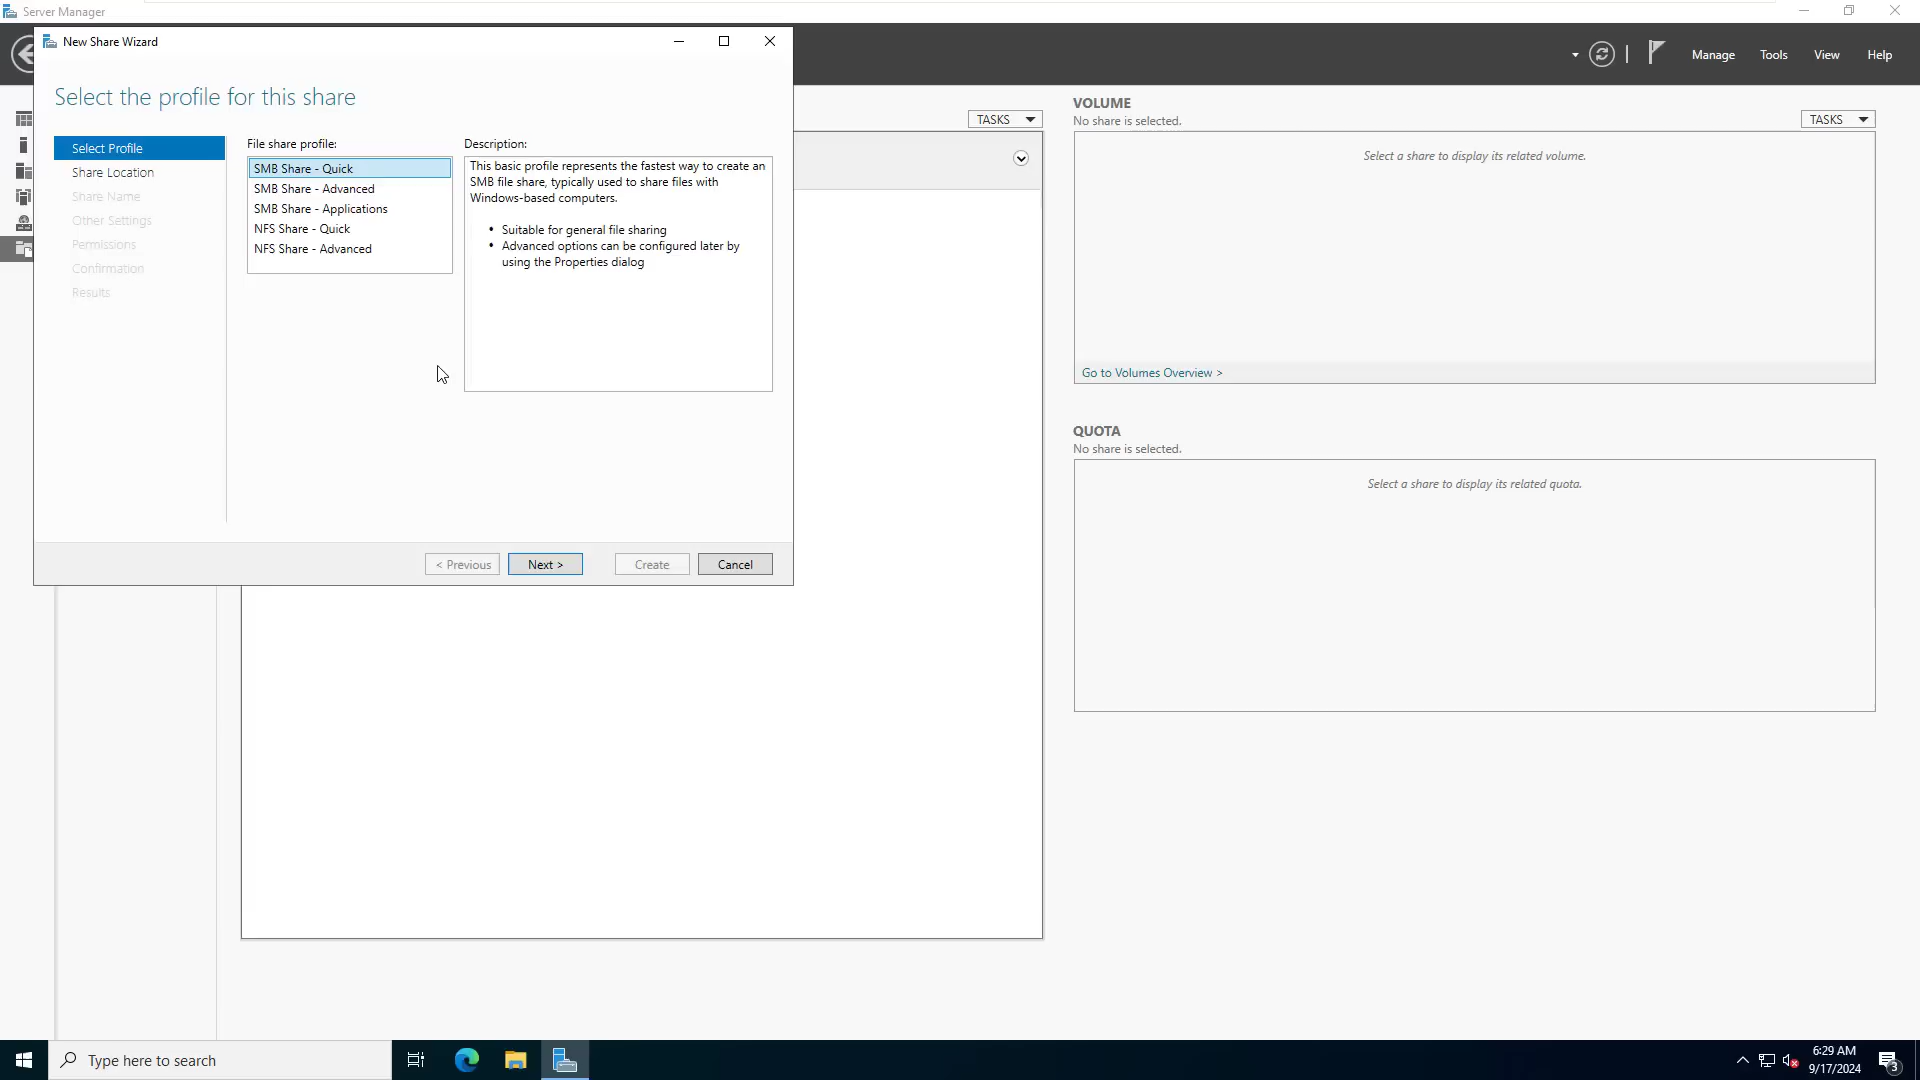 Server Manager
New Share Wizard
Manage
Tools
View
Help
Select the profile for this share
Select Profile
Share Location
Share Name
Other Settings
Permissions
Confirmation
Results
File share profile:
SMB Share - Quick
SMB Share - Advanced
SMB Share - Applications
NFS Share - Quick
NFS Share - Advanced
Description:
This basic profile represents the fastest way to create an
SMB file share, typically used to share files with
Windows-based computers.
• Suitable for general file sharing
• Advanced options can be configured later by
using the Properties dialog
< Previous
Next >
Create
Cancel
TASKS
VOLUME
No share is selected.
TASKS
Select a share to display its related volume.
Go to Volumes Overview >
QUOTA
No share is selected.
Select a share to display its related quota.
Type here to search
6:29 AM
9/17/2024
3